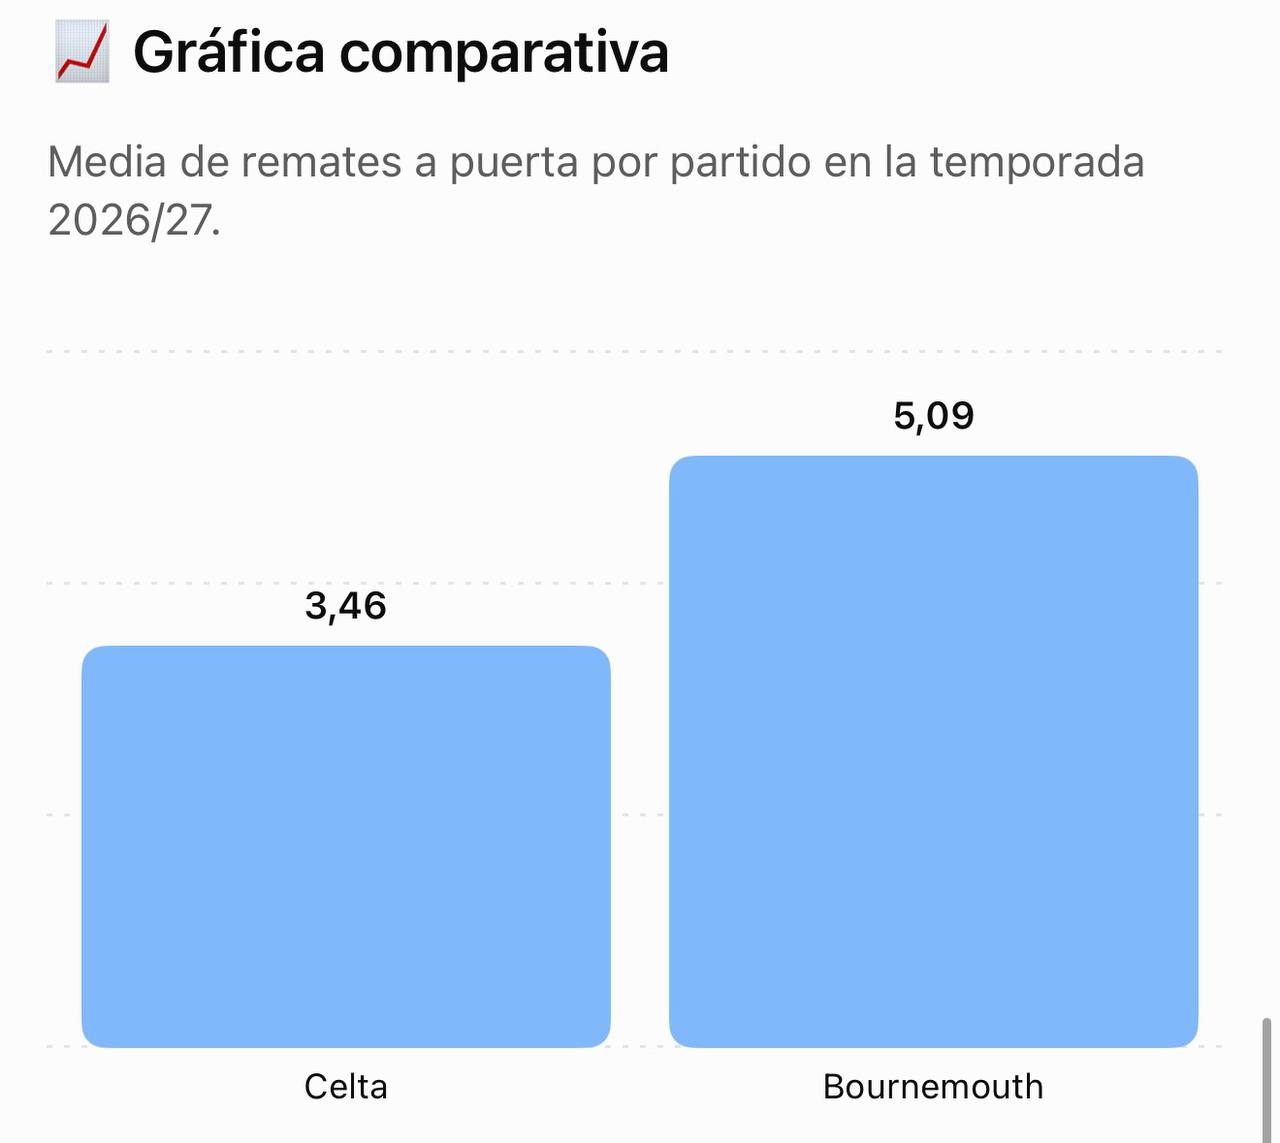 Gráfica comparativa
Media de remates a puerta por partido en la temporada
2026/27.
5,09
3,46
Celta
Bournemouth